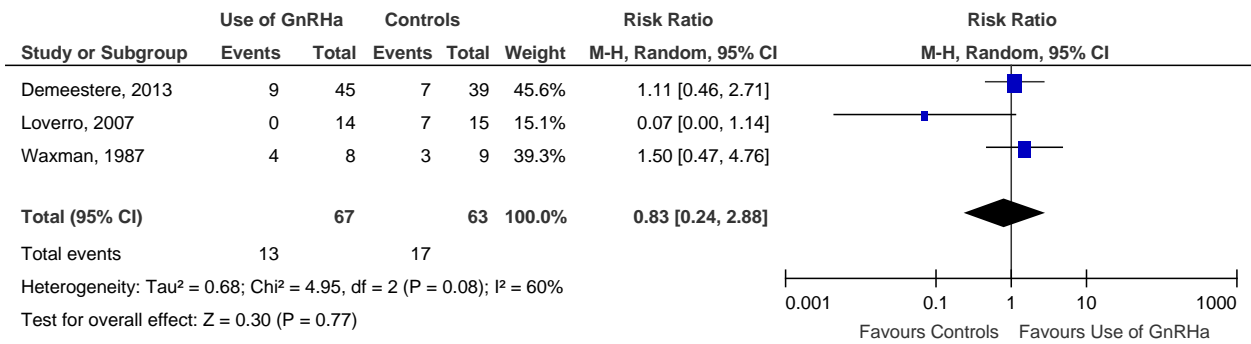 Use of GnRHa Controls Risk Ratio Risk Ratio
Study or Subgroup Events Total Events Total Weight M-H, Random, 95% CI M-H, Random, 95% CI
Demeestere, 2013 9 45 7 39 45.6% 1.11 [0.46, 2.71]
Loverro, 2007 0 14 7 15 15.1% 0.07 [0.00, 1.14]
Waxman, 1987 4 8 3 9 39.3% 1.50 [0.47, 4.76]
Total (95% CI) 67 63 100.0% 0.83 [0.24, 2.88]
Total events 13 17
Heterogeneity: Tau² = 0.68; Chi² = 4.95, df = 2 (P = 0.08); I² = 60%
Test for overall effect: Z = 0.30 (P = 0.77)
0.001 0.1 1 10 1000
Favours Controls Favours Use of GnRHa